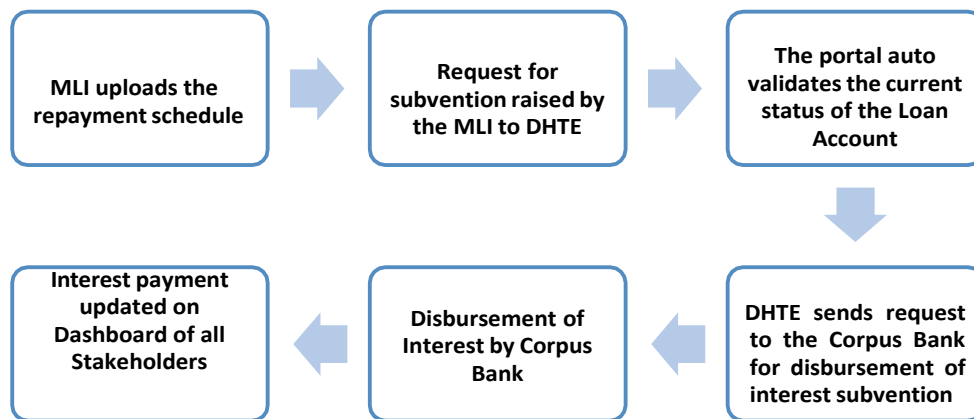 MLI uploads the
repayment schedule
Request for
subvention raised by
the MLI to DHTE
The portal auto
validates the current
status of the Loan
Account
DHTE sends request
to the Corpus Bank
for disbursement of
interest subvention
Disbursement of
Interest by Corpus
Bank
Interest payment
updated on
Dashboard of all
Stakeholders